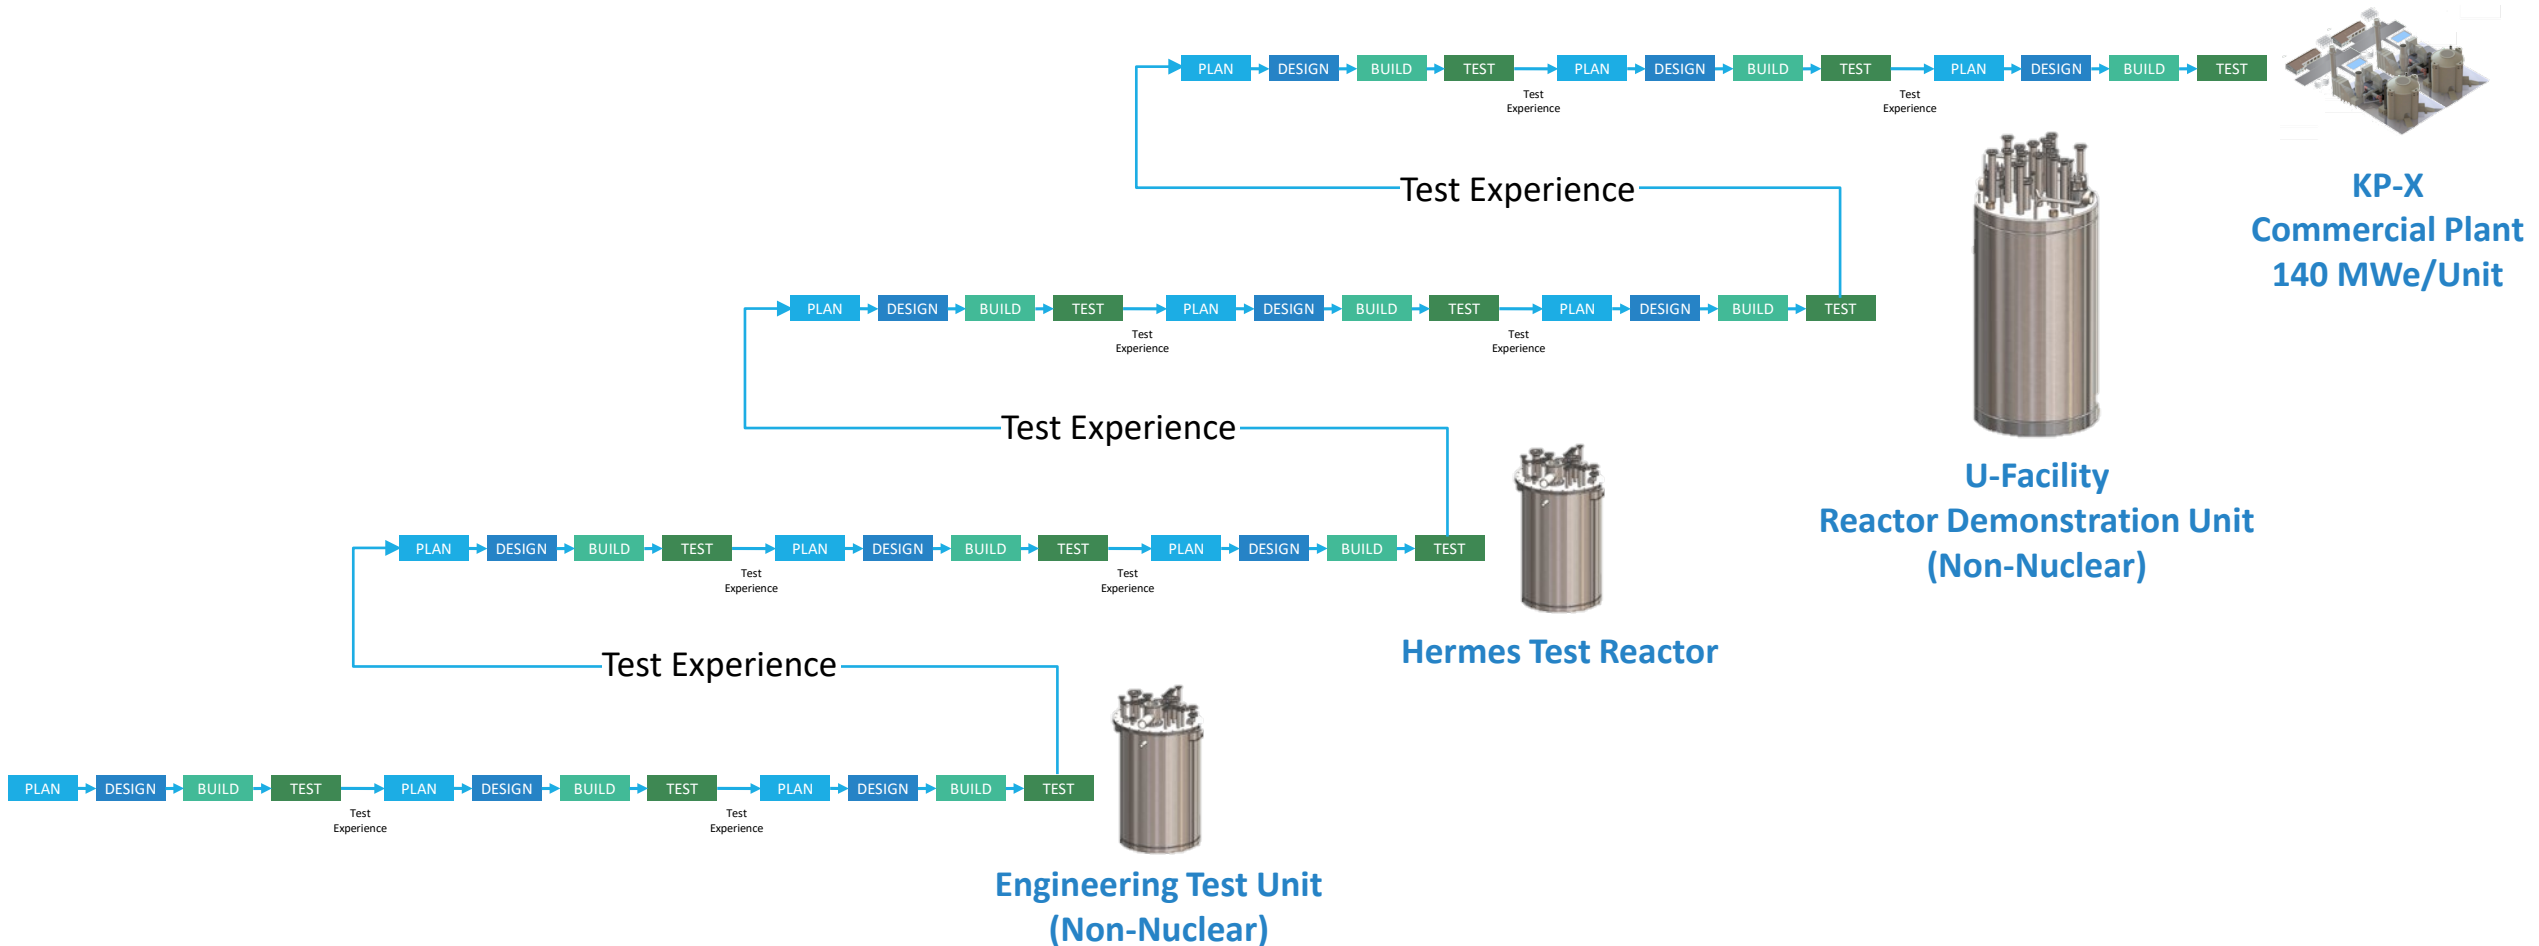 PLAN DESIGN BUILD TEST PLAN DESIGN BUILD TEST PLAN DESIGN BUILD TEST
Test
Experience
Test
Experience
KP-X
Commercial Plant
140 MWe/Unit
Test Experience
PLAN DESIGN BUILD TEST PLAN DESIGN BUILD TEST PLAN DESIGN BUILD TEST
Test
Experience
Test
Experience
U-Facility
Reactor Demonstration Unit
(Non-Nuclear)
Test Experience
PLAN DESIGN BUILD TEST PLAN DESIGN BUILD TEST PLAN DESIGN BUILD TEST
Test
Experience
Test
Experience
Hermes Test Reactor
Test Experience
PLAN DESIGN BUILD TEST PLAN DESIGN BUILD TEST PLAN DESIGN BUILD TEST
Test
Experience
Test
Experience
Engineering Test Unit
(Non-Nuclear)